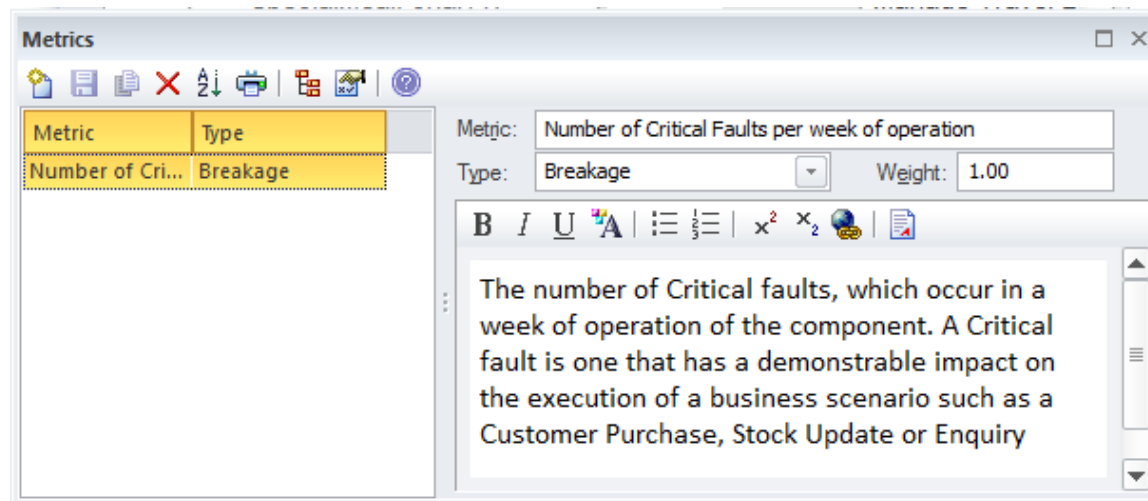 Metrics
Metric Type
Number of Cri... Breakage
Metric: Number of Critical Faults per week of operation
Type: Breakage Weight: 1.00
B I U A x² x₂
The number of Critical faults, which occur in a
week of operation of the component. A Critical
fault is one that has a demonstrable impact on
the execution of a business scenario such as a
Customer Purchase, Stock Update or Enquiry